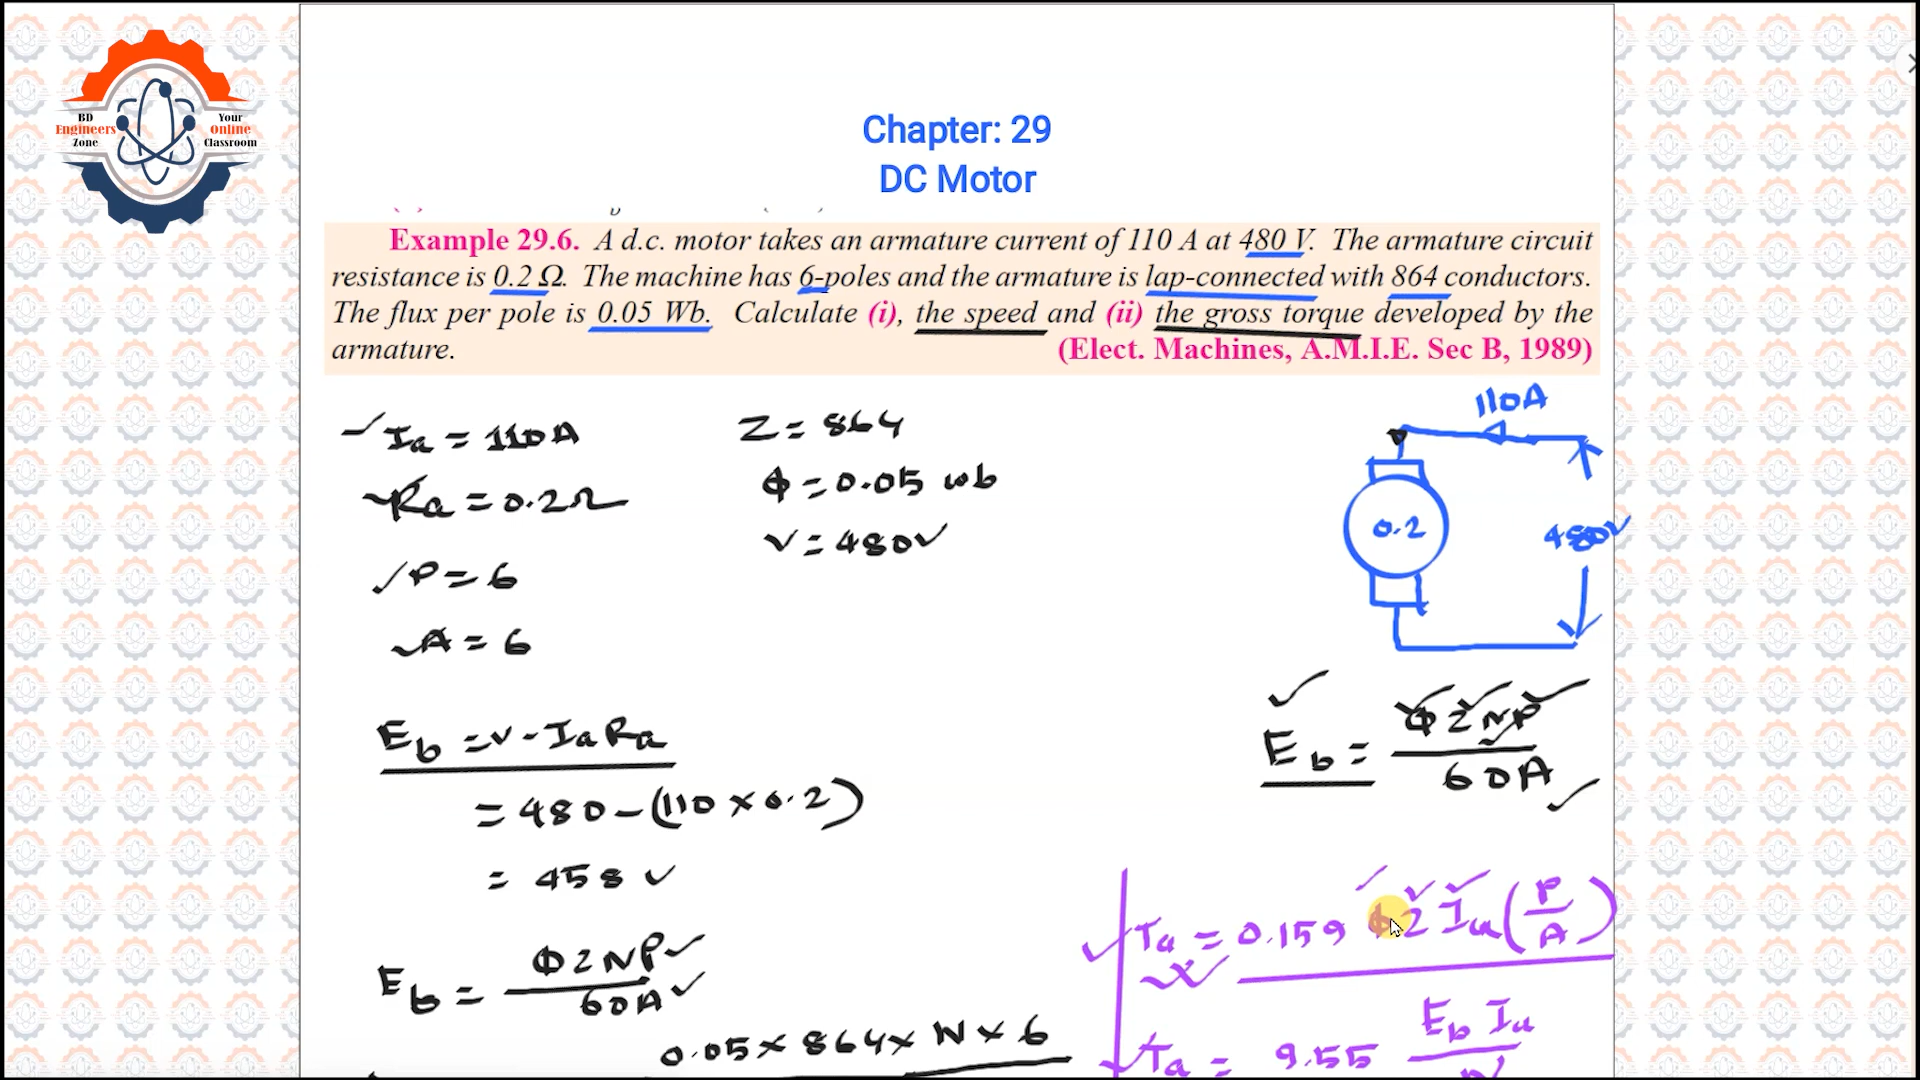 BD
Engineers
Zone
Your
Online
Classroom
Chapter: 29
DC Motor
Example 29.6. A d.c. motor takes an armature current of 110 A at 480 V. The armature circuit
resistance is 0.2 Ω. The machine has 6-poles and the armature is lap-connected with 864 conductors.
The flux per pole is 0.05 Wb. Calculate (i), the speed and (ii) the gross torque developed by the
armature. (Elect. Machines, A.M.I.E. Sec B, 1989)
Ia = 110A
Ra = 0.2Ω
P = 6
A = 6
Z = 864
Φ = 0.05 wb
V = 480V
110A
0.2
480V
Eb = V - IaRa
= 480 - (110 × 0.2)
= 458 V
Eb = ΦZNP
60A
0.05 × 864 × N × 6
Eb = ΦZNP
60A
Ta = 0.159 ΦZ Ia (P/A)
Ta = 9.55 Eb Ia
N